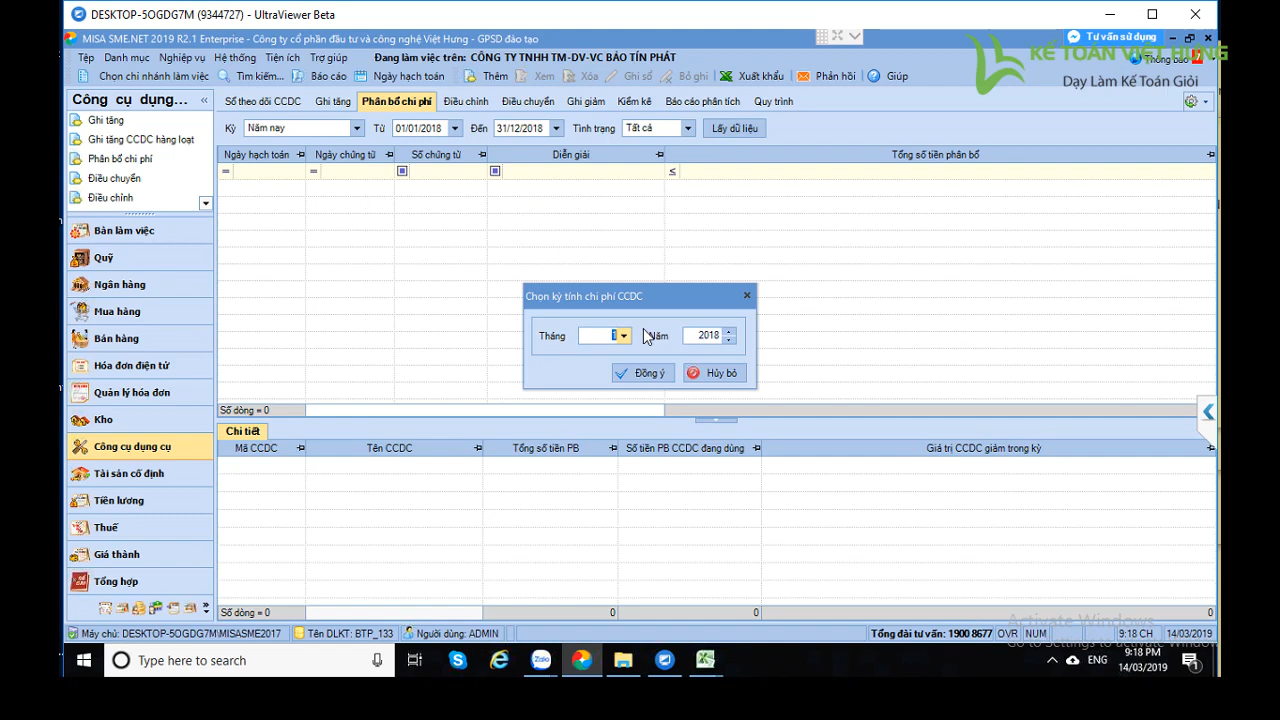 DESKTOP-5OGDG7M (9344727) - UltraViewer Beta
MISA SME.NET 2019 R2.1 Enterprise - Công ty cổ phần đầu tư và công nghệ Việt Hưng - GPSD đào tạo
Tư vấn sử dụng
KẾ TOÁN VIỆT HƯNG
Dạy Làm Kế Toán Giỏi
Tệp Danh mục Nghiệp vụ Hệ thống Tiện ích Trợ giúp Đang làm việc trên: CÔNG TY TNHH TM-DV-VC BẢO TÍN PHÁT Thông báo
Chọn chi nhánh làm việc Tìm kiếm... Báo cáo Ngày hạch toán Thêm Xem Xóa Ghi sổ Bỏ ghi Xuất khẩu Phản hồi Giúp
Công cụ dụng... «
Sổ theo dõi CCDC Ghi tăng Phân bổ chi phí Điều chỉnh Điều chuyển Ghi giảm Kiểm kê Báo cáo phân tích Quy trình
Ghi tăng
Ghi tăng CCDC hàng loạt
Phân bổ chi phí
Điều chuyển
Điều chỉnh
Kỳ Năm nay Từ 01/01/2018 Đến 31/12/2018 Tình trạng Tất cả Lấy dữ liệu
Ngày hạch toán Ngày chứng từ Số chứng từ Diễn giải Tổng số tiền phân bổ
= = ≤
Bàn làm việc
Quỹ
Ngân hàng
Mua hàng
Bán hàng
Hóa đơn điện tử
Quản lý hóa đơn
Kho
Công cụ dụng cụ
Tài sản cố định
Tiền lương
Thuế
Giá thành
Tổng hợp
Chọn kỳ tính chi phí CCDC
Tháng 1 Năm 2018
Đồng ý Hủy bỏ
Số dòng = 0
Chi tiết
Mã CCDC Tên CCDC Tổng số tiền PB Số tiền PB CCDC đang dùng Giá trị CCDC giảm trong kỳ
Số dòng = 0 0 0 0
Activate Windows
Go to Settings to activate Windows.
Máy chủ: DESKTOP-5OGDG7M\MISASME2017 Tên DLKT: BTP_133 Người dùng: ADMIN Tổng đài tư vấn: 1900 8677 OVR NUM 9:18 CH 14/03/2019
Type here to search
Zalo
ENG
9:18 PM
14/03/2019
1